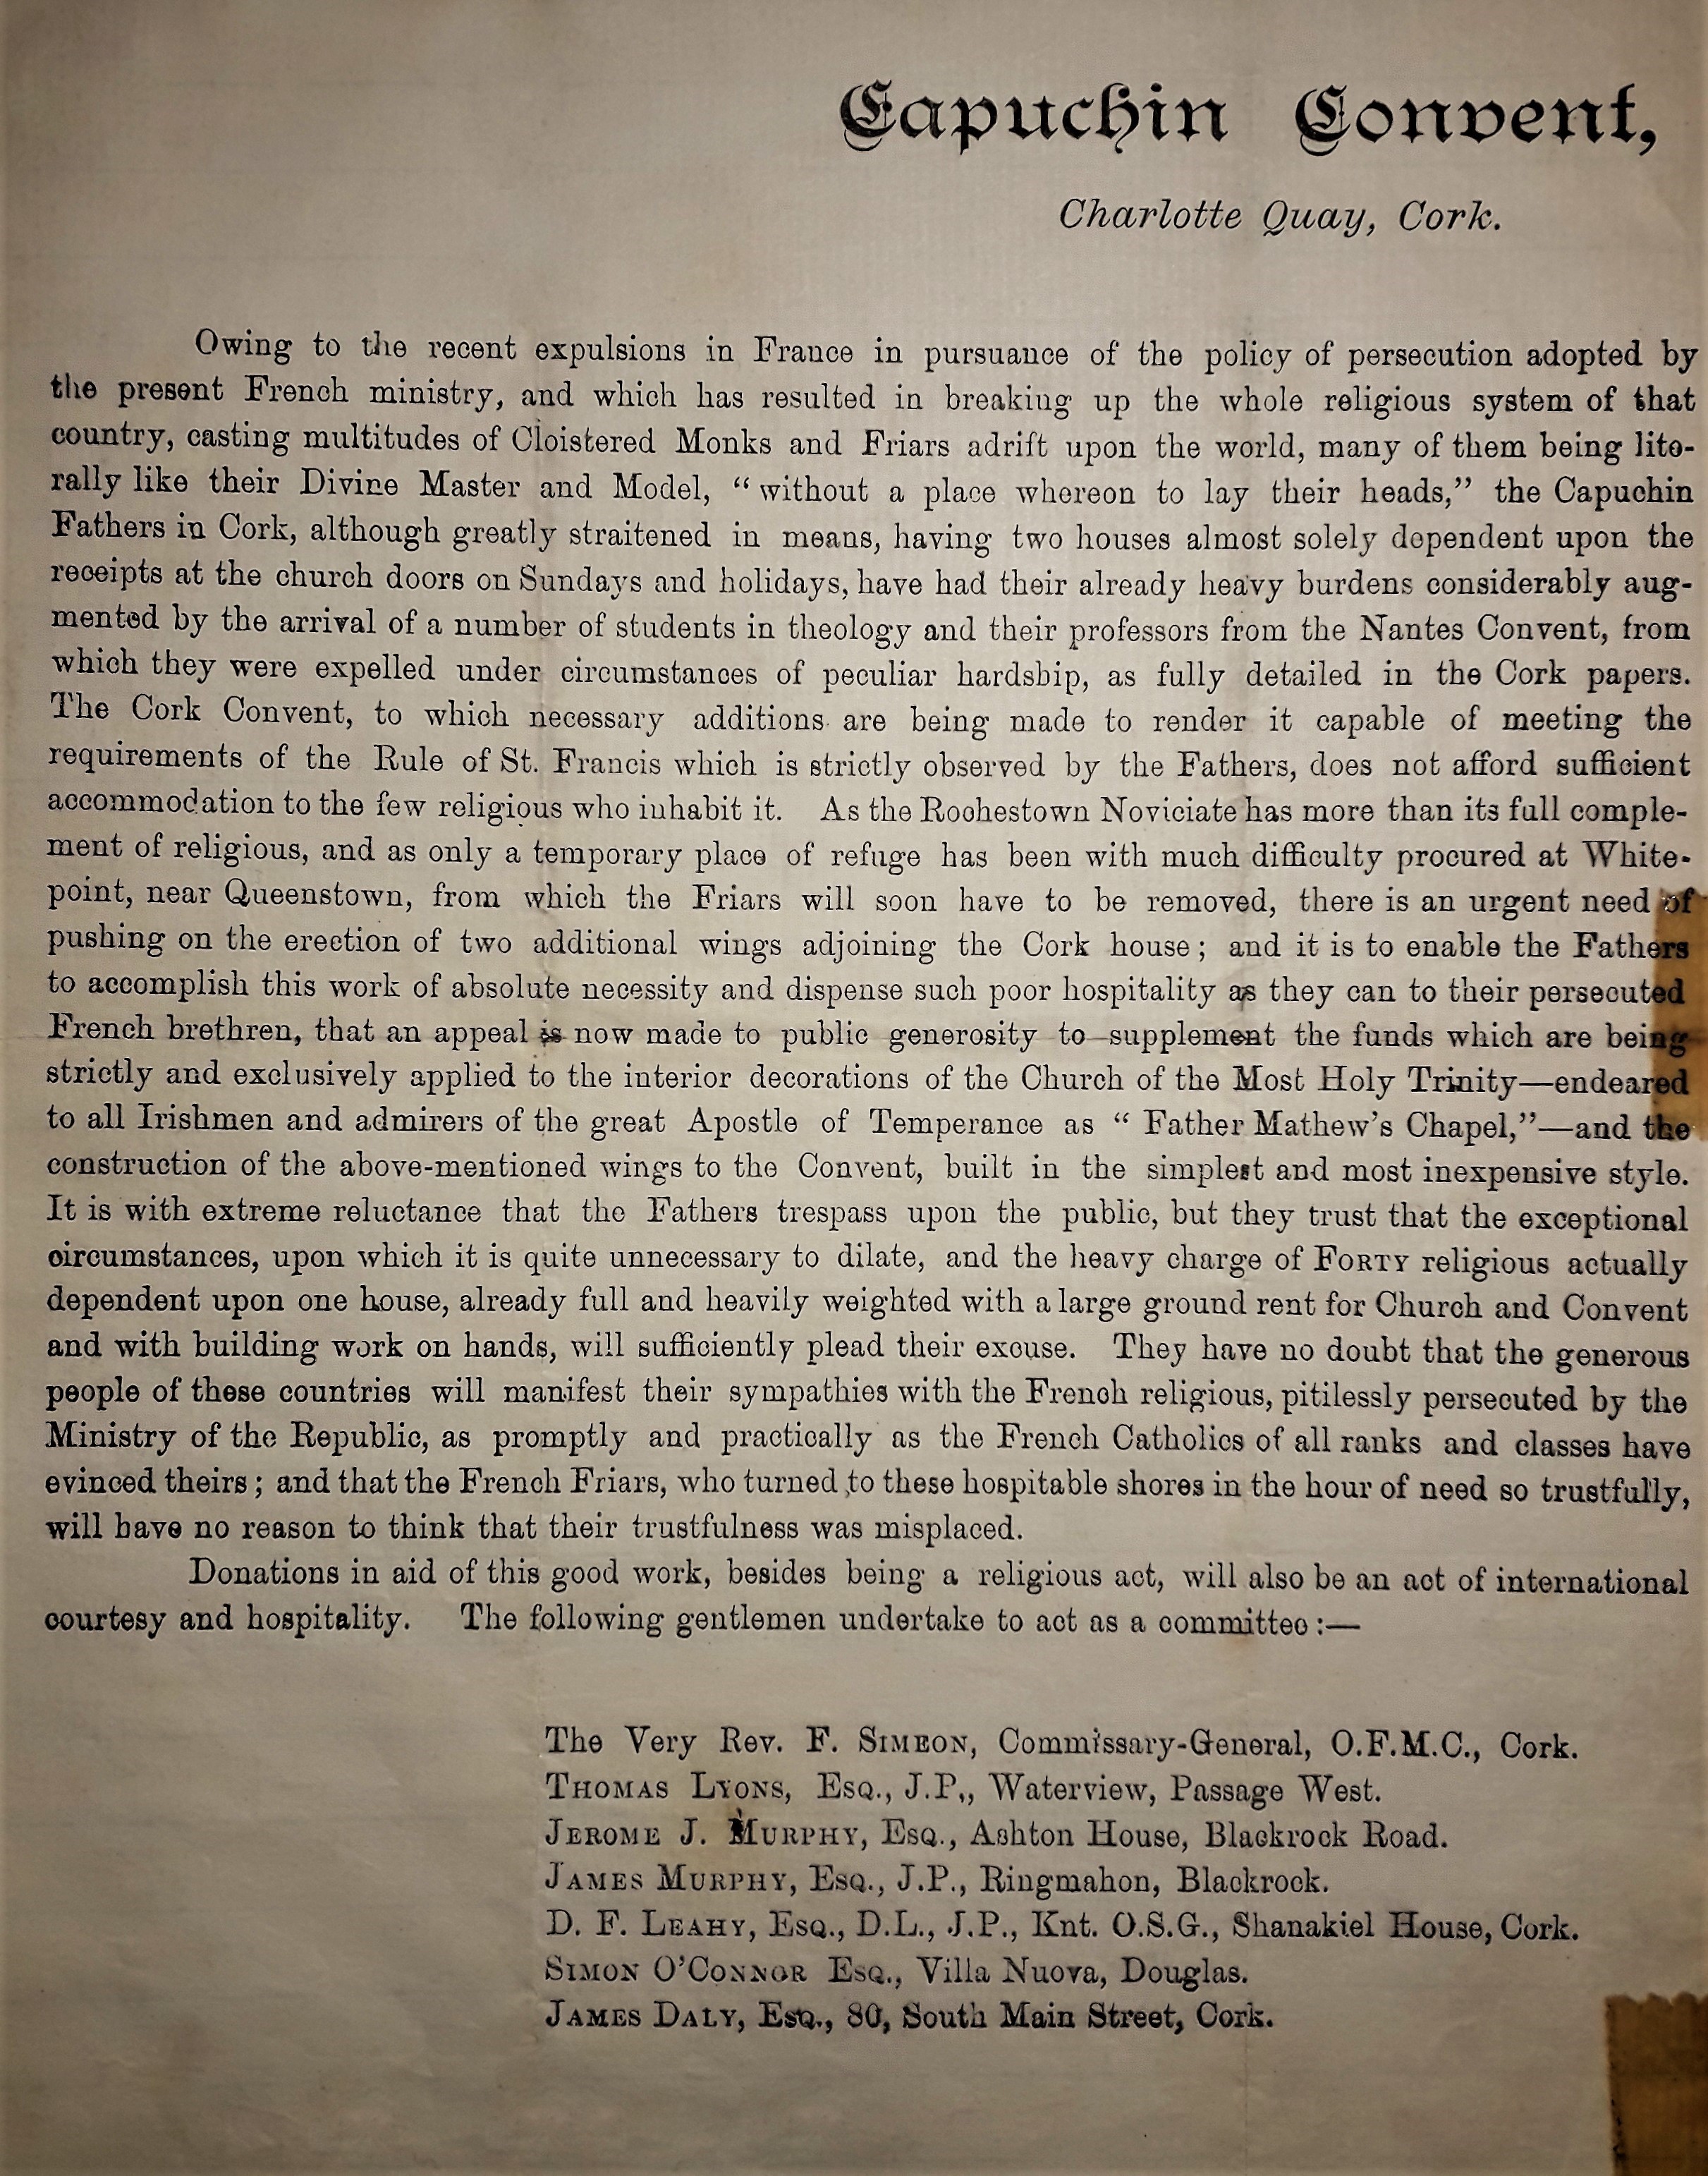 Capuchin Convent,
Charlotte Quay, Cork.
Owing to the recent expulsions in France in pursuance of the policy of persecution adopted by
the present French ministry, and which has resulted in breaking up the whole religious system of that
country, casting multitudes of Cloistered Monks and Friars adrift upon the world, many of them being lite-
rally like their Divine Master and Model, “ without a place whereon to lay their heads,” the Capuchin
Fathers in Cork, although greatly straitened in means, having two houses almost solely dependent upon the
receipts at the church doors on Sundays and holidays, have had their already heavy burdens considerably aug-
mented by the arrival of a number of students in theology and their professors from the Nantes Convent, from
which they were expelled under circumstances of peculiar hardship, as fully detailed in the Cork papers.
The Cork Convent, to which necessary additions are being made to render it capable of meeting the
requirements of the Rule of St. Francis which is strictly observed by the Fathers, does not afford sufficient
accommodation to the few religious who inhabit it. As the Rochestown Noviciate has more than its full comple-
ment of religious, and as only a temporary place of refuge has been with much difficulty procured at White-
point, near Queenstown, from which the Friars will soon have to be removed, there is an urgent need of
pushing on the erection of two additional wings adjoining the Cork house ; and it is to enable the Fathers
to accomplish this work of absolute necessity and dispense such poor hospitality as they can to their persecuted
French brethren, that an appeal is now made to public generosity to supplement the funds which are being
strictly and exclusively applied to the interior decorations of the Church of the Most Holy Trinity—endeared
to all Irishmen and admirers of the great Apostle of Temperance as “ Father Mathew’s Chapel,”—and the
construction of the above-mentioned wings to the Convent, built in the simplest and most inexpensive style.
It is with extreme reluctance that the Fathers trespass upon the public, but they trust that the exceptional
circumstances, upon which it is quite unnecessary to dilate, and the heavy charge of FORTY religious actually
dependent upon one house, already full and heavily weighted with a large ground rent for Church and Convent
and with building work on hands, will sufficiently plead their excuse. They have no doubt that the generous
people of these countries will manifest their sympathies with the French religious, pitilessly persecuted by the
Ministry of the Republic, as promptly and practically as the French Catholics of all ranks and classes have
evinced theirs ; and that the French Friars, who turned to these hospitable shores in the hour of need so trustfully,
will have no reason to think that their trustfulness was misplaced.
Donations in aid of this good work, besides being a religious act, will also be an act of international
courtesy and hospitality. The following gentlemen undertake to act as a committee :—
The Very Rev. F. SIMEON, Commissary-General, O.F.M.C., Cork.
THOMAS LYONS, ESQ., J.P,, Waterview, Passage West.
JEROME J. MURPHY, ESQ., Ashton House, Blackrock Road.
JAMES MURPHY, ESQ., J.P., Ringmahon, Blackrock.
D. F. LEAHY, ESQ., D.L., J.P., Knt. O.S.G., Shanakiel House, Cork.
SIMON O’CONNOR ESQ., Villa Nuova, Douglas.
JAMES DALY, ESQ., 80, South Main Street, Cork.